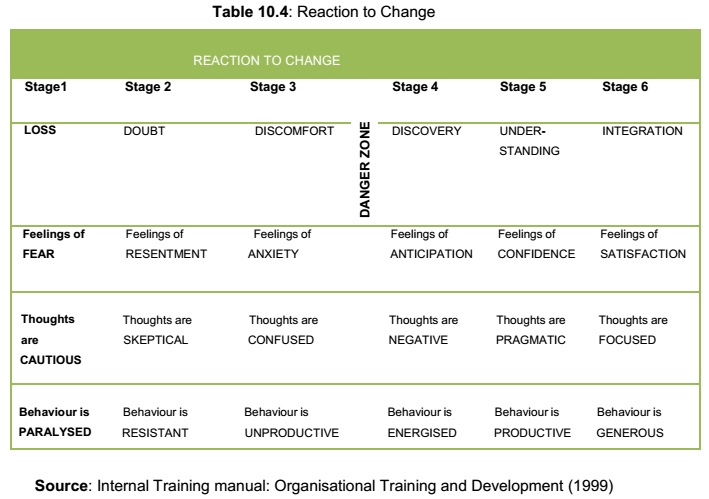 Table 10.4: Reaction to Change
REACTION TO CHANGE
Stage1 Stage 2 Stage 3 Stage 4 Stage 5 Stage 6
LOSS DOUBT DISCOMFORT DANGER ZONE DISCOVERY UNDER- INTEGRATION
STANDING
Feelings of Feelings of Feelings of Feelings of Feelings of Feelings of
FEAR RESENTMENT ANXIETY ANTICIPATION CONFIDENCE SATISFACTION
Thoughts Thoughts are Thoughts are Thoughts are Thoughts are Thoughts are
are SKEPTICAL CONFUSED NEGATIVE PRAGMATIC FOCUSED
CAUTIOUS
Behaviour is Behaviour is Behaviour is Behaviour is Behaviour is Behaviour is
PARALYSED RESISTANT UNPRODUCTIVE ENERGISED PRODUCTIVE GENEROUS
Source: Internal Training manual: Organisational Training and Development (1999)